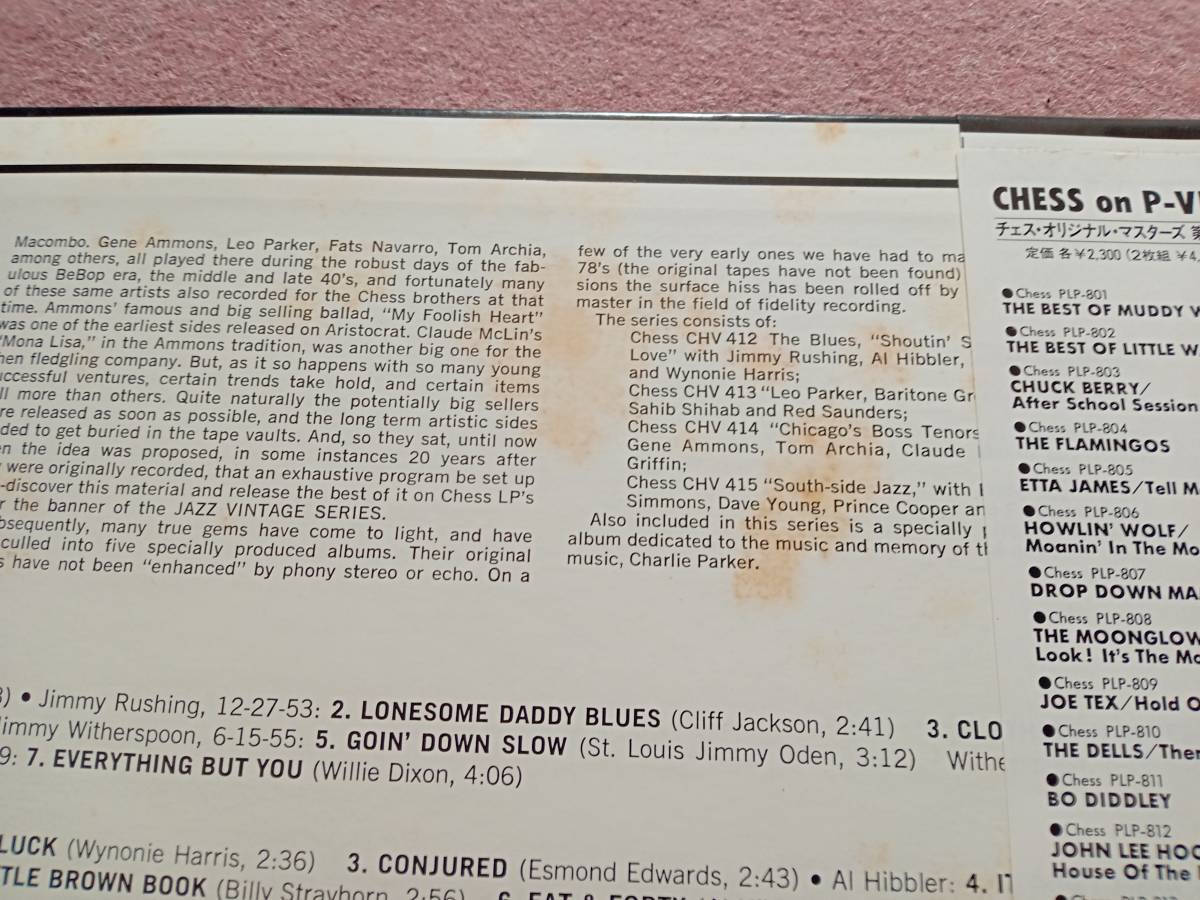 Macombo. Gene Ammons, Leo Parker, Fats Navarro, Tom Archia,
among others, all played there during the robust days of the fab-
ulous BeBop era, the middle and late 40's, and fortunately many
of these same artists also recorded for the Chess brothers at that
time. Ammons' famous and big selling ballad, "My Foolish Heart"
was one of the earliest sides released on Aristocrat. Claude McLin's
"Mona Lisa," in the Ammons tradition, was another big one for the
hen fledgling company. But, as it so happens with so many young
uccessful ventures, certain trends take hold, and certain items
ll more than others. Quite naturally the potentially big sellers
re released as soon as possible, and the long term artistic sides
ded to get buried in the tape vaults. And, so they sat, until now
en the idea was proposed, in some instances 20 years after
were originally recorded, that an exhaustive program be set up
-discover this material and release the best of it on Chess LP's
r the banner of the JAZZ VINTAGE SERIES.
bsequently, many true gems have come to light, and have
culled into five specially produced albums. Their original
s have not been "enhanced" by phony stereo or echo. On a
few of the very early ones we have had to ma
78's (the original tapes have not been found)
sions the surface hiss has been rolled off by
master in the field of fidelity recording.
The series consists of:
Chess CHV 412 The Blues, "Shoutin' S
Love" with Jimmy Rushing, Al Hibbler,
and Wynonie Harris;
Chess CHV 413 "Leo Parker, Baritone Gr
Sahib Shihab and Red Saunders;
Chess CHV 414 "Chicago's Boss Tenors
Gene Ammons, Tom Archia, Claude
Griffin;
Chess CHV 415 "South-side Jazz," with
Simmons, Dave Young, Prince Cooper an
Also included in this series is a specially
album dedicated to the music and memory of th
music, Charlie Parker.
3) • Jimmy Rushing, 12-27-53: 2. LONESOME DADDY BLUES (Cliff Jackson, 2:41) 3. CLO
Jimmy Witherspoon, 6-15-55: 5. GOIN' DOWN SLOW (St. Louis Jimmy Oden, 3:12) Withe
9: 7. EVERYTHING BUT YOU (Willie Dixon, 4:06)
LUCK (Wynonie Harris, 2:36) 3. CONJURED (Esmond Edwards, 2:43) • Al Hibbler: 4. IT
TTLE BROWN BOOK (Billy Strayhorn, 2:56) 6. FAT & FORTY
CHESS on P-V
チェス・オリジナル・マスターズ 第
定価 各¥2,300 (2枚組 ¥4,
●Chess PLP-801
THE BEST OF MUDDY W
●Chess PLP-802
THE BEST OF LITTLE W
●Chess PLP-803
CHUCK BERRY/
After School Session
●Chess PLP-804
THE FLAMINGOS
●Chess PLP-805
ETTA JAMES/Tell M
●Chess PLP-806
HOWLIN' WOLF/
Moanin' In The Mo
●Chess PLP-807
DROP DOWN MA
●Chess PLP-808
THE MOONGLOW
Look! It's The Mo
●Chess PLP-809
JOE TEX/Hold O
●Chess PLP-810
THE DELLS/Ther
●Chess PLP-811
BO DIDDLEY
●Chess PLP-812
JOHN LEE HOO
House Of The